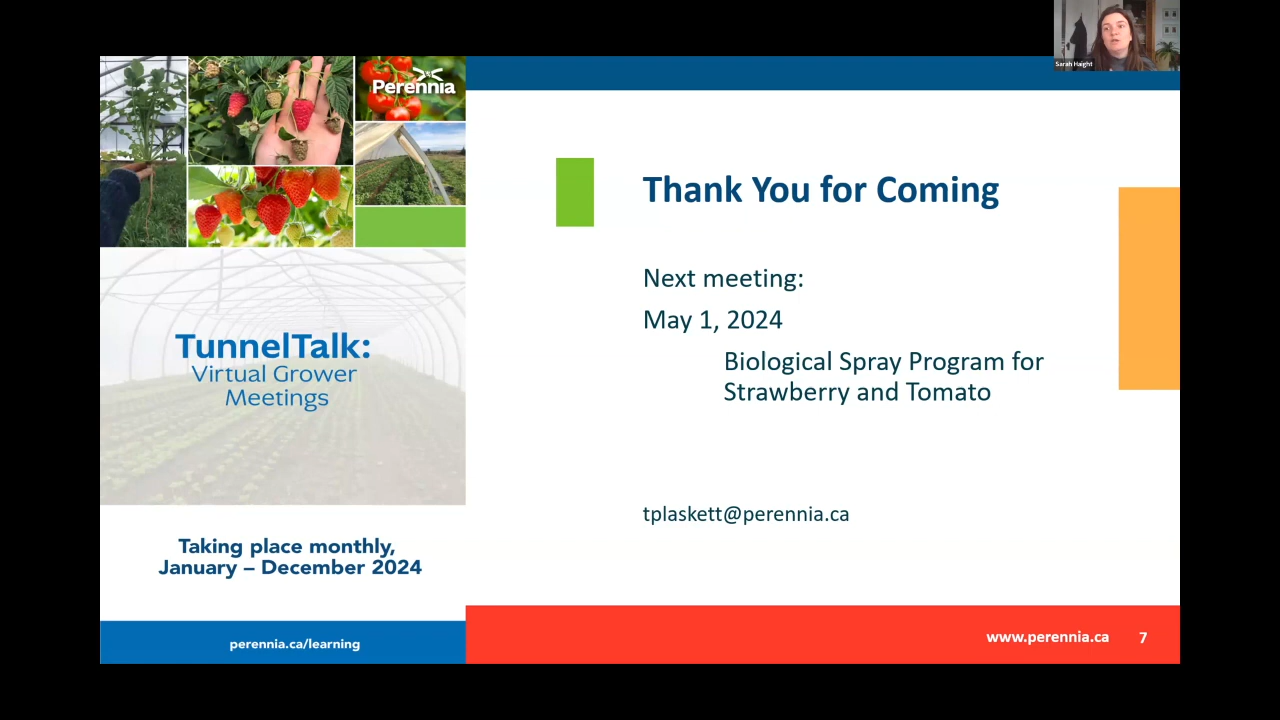 Sarah Haight
Perennia
TunnelTalk:
Virtual Grower
Meetings
Taking place monthly,
January – December 2024
perennia.ca/learning
Thank You for Coming
Next meeting:
May 1, 2024
Biological Spray Program for
Strawberry and Tomato
tplaskett@perennia.ca
www.perennia.ca 7